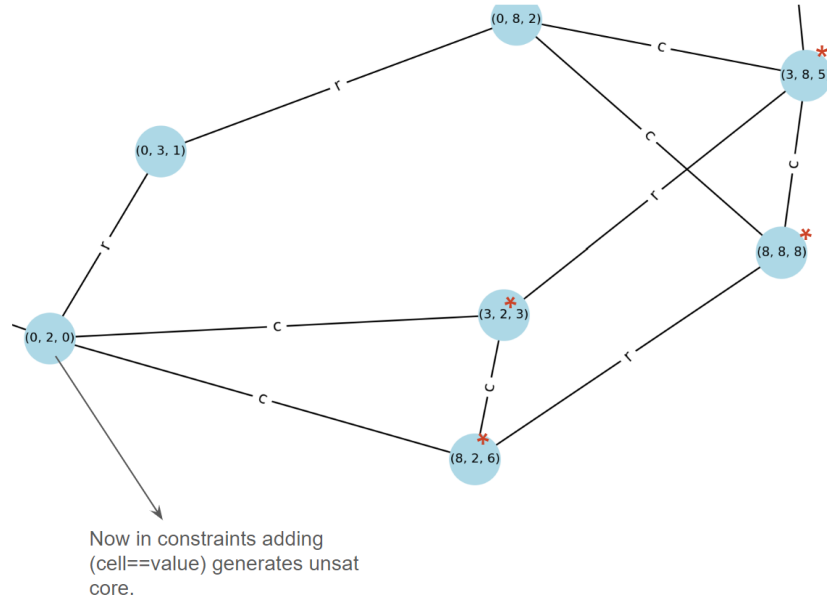 (0, 8, 2)
c
*
(3, 8, 5
r
c
(0, 3, 1)
c
r
r
*
(8, 8, 8)
*
(3, 2, 3)
c
(0, 2, 0)
r
c
c
*
(8, 2, 6)
Now in constraints adding
(cell==value) generates unsat
core.